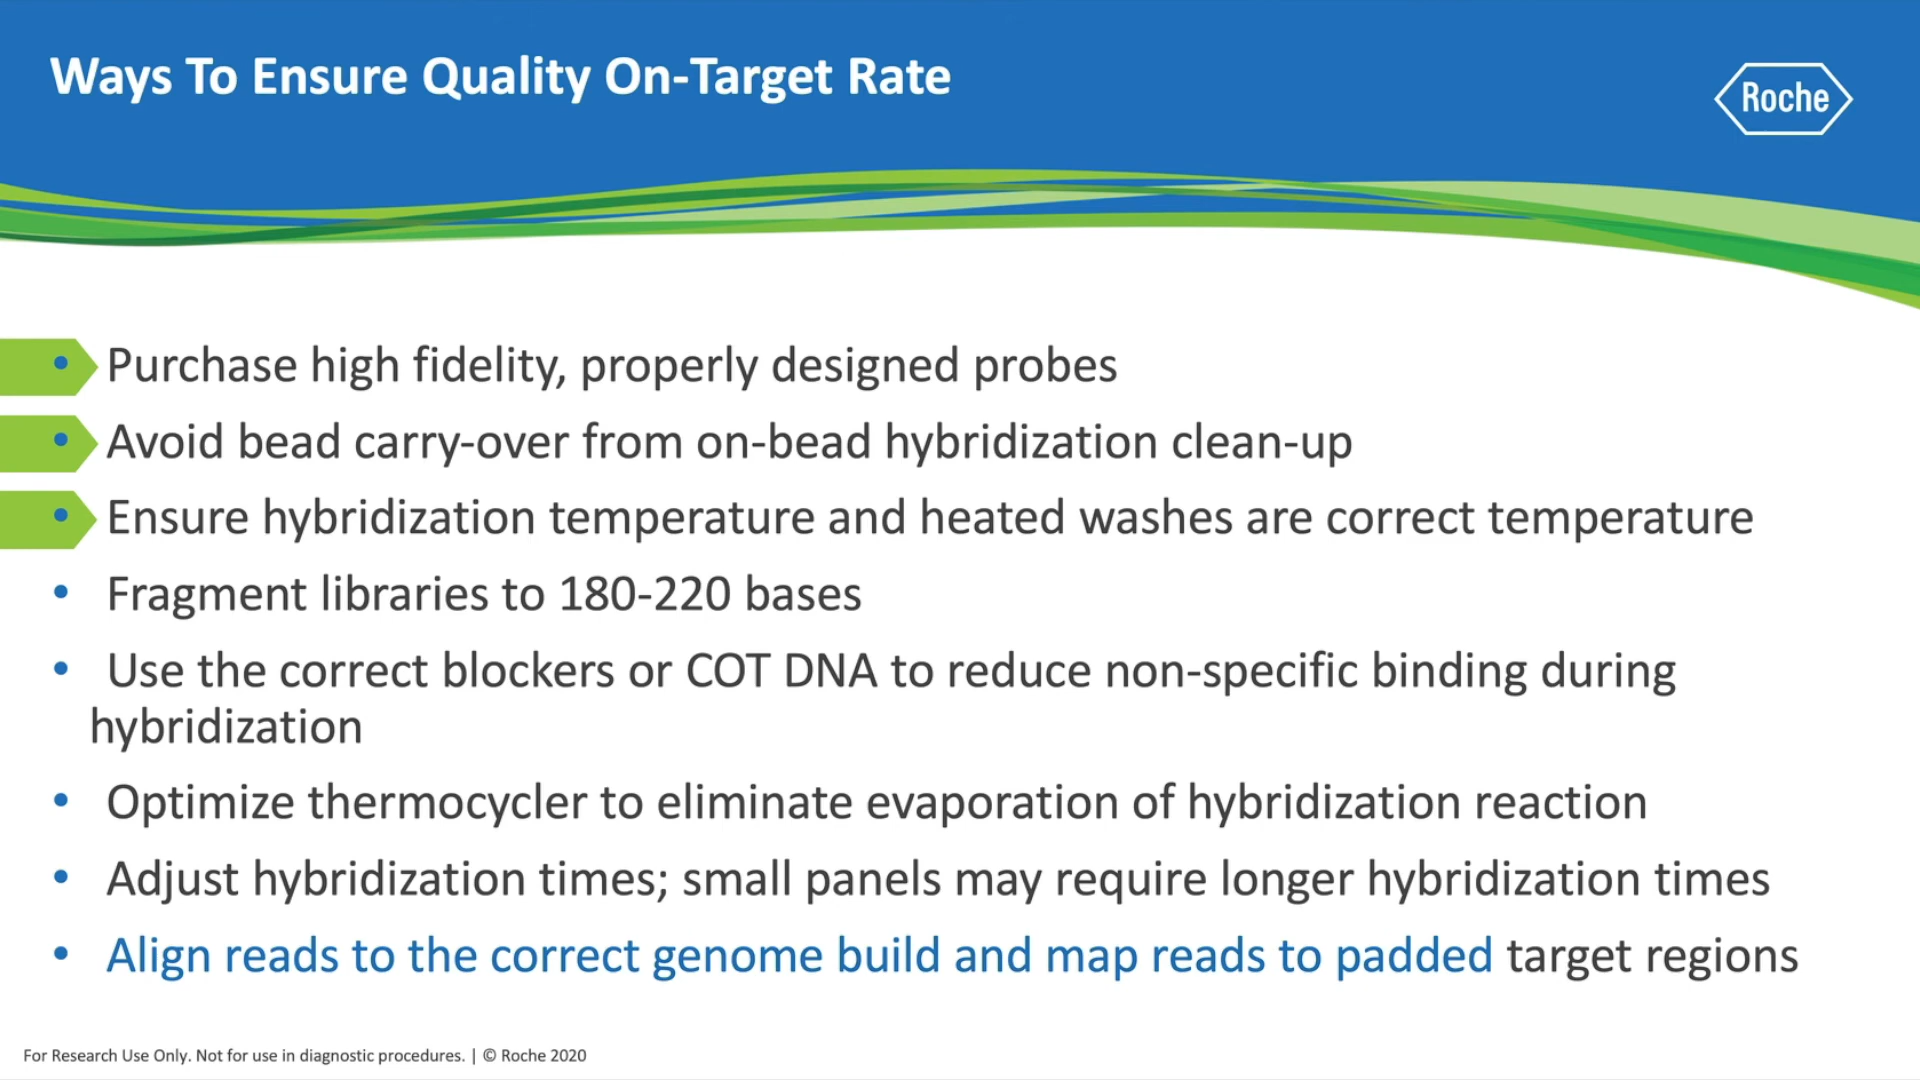 Ways To Ensure Quality On-Target Rate
Roche
• Purchase high fidelity, properly designed probes
• Avoid bead carry-over from on-bead hybridization clean-up
• Ensure hybridization temperature and heated washes are correct temperature
• Fragment libraries to 180-220 bases
• Use the correct blockers or COT DNA to reduce non-specific binding during
hybridization
• Optimize thermocycler to eliminate evaporation of hybridization reaction
• Adjust hybridization times; small panels may require longer hybridization times
• Align reads to the correct genome build and map reads to padded target regions
For Research Use Only. Not for use in diagnostic procedures. | © Roche 2020